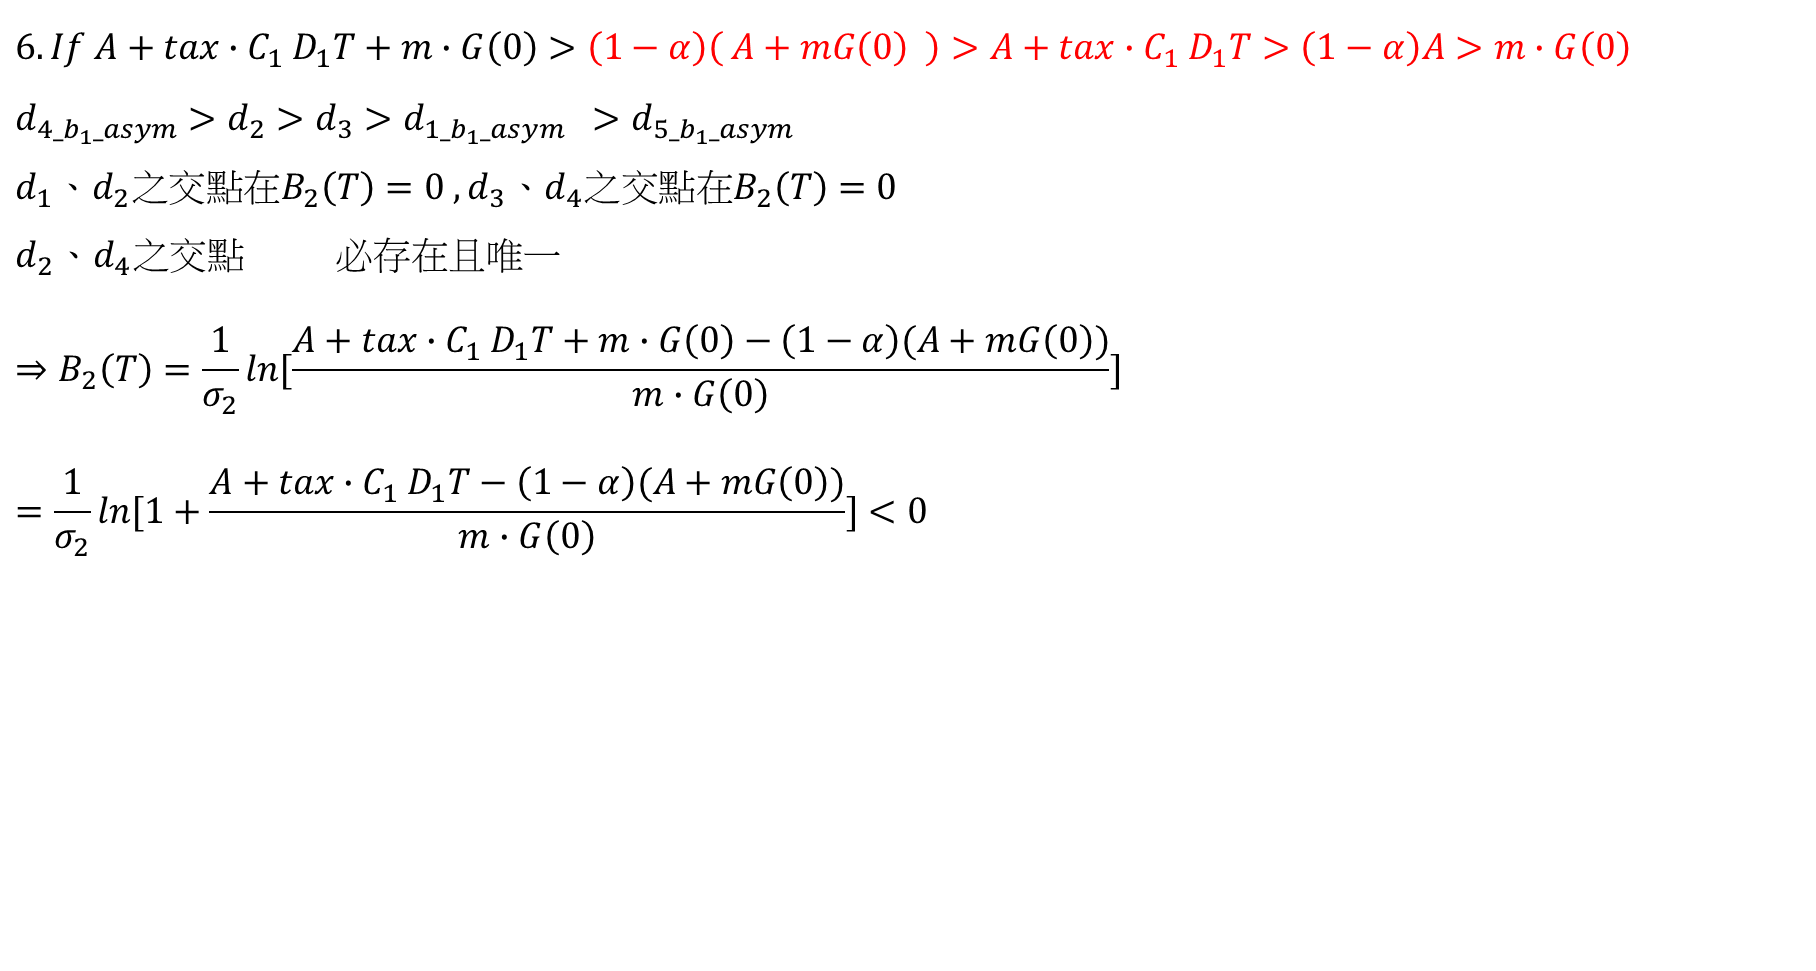 6. If A + tax · C₁ D₁T + m · G(0) > (1 − α)( A + mG(0) ) > A + tax · C₁ D₁T > (1 − α)A > m · G(0)
d₄_b₁_asym > d₂ > d₃ > d₁_b₁_asym > d₅_b₁_asym
d₁、d₂之交點在B₂(T) = 0 , d₃、d₄之交點在B₂(T) = 0
d₂、d₄之交點 必存在且唯一
⇒ B₂(T) = 1/σ₂ ln[(A + tax · C₁ D₁T + m · G(0) − (1 − α)(A + mG(0)))/(m · G(0))]
= 1/σ₂ ln[1 + (A + tax · C₁ D₁T − (1 − α)(A + mG(0)))/(m · G(0))] < 0